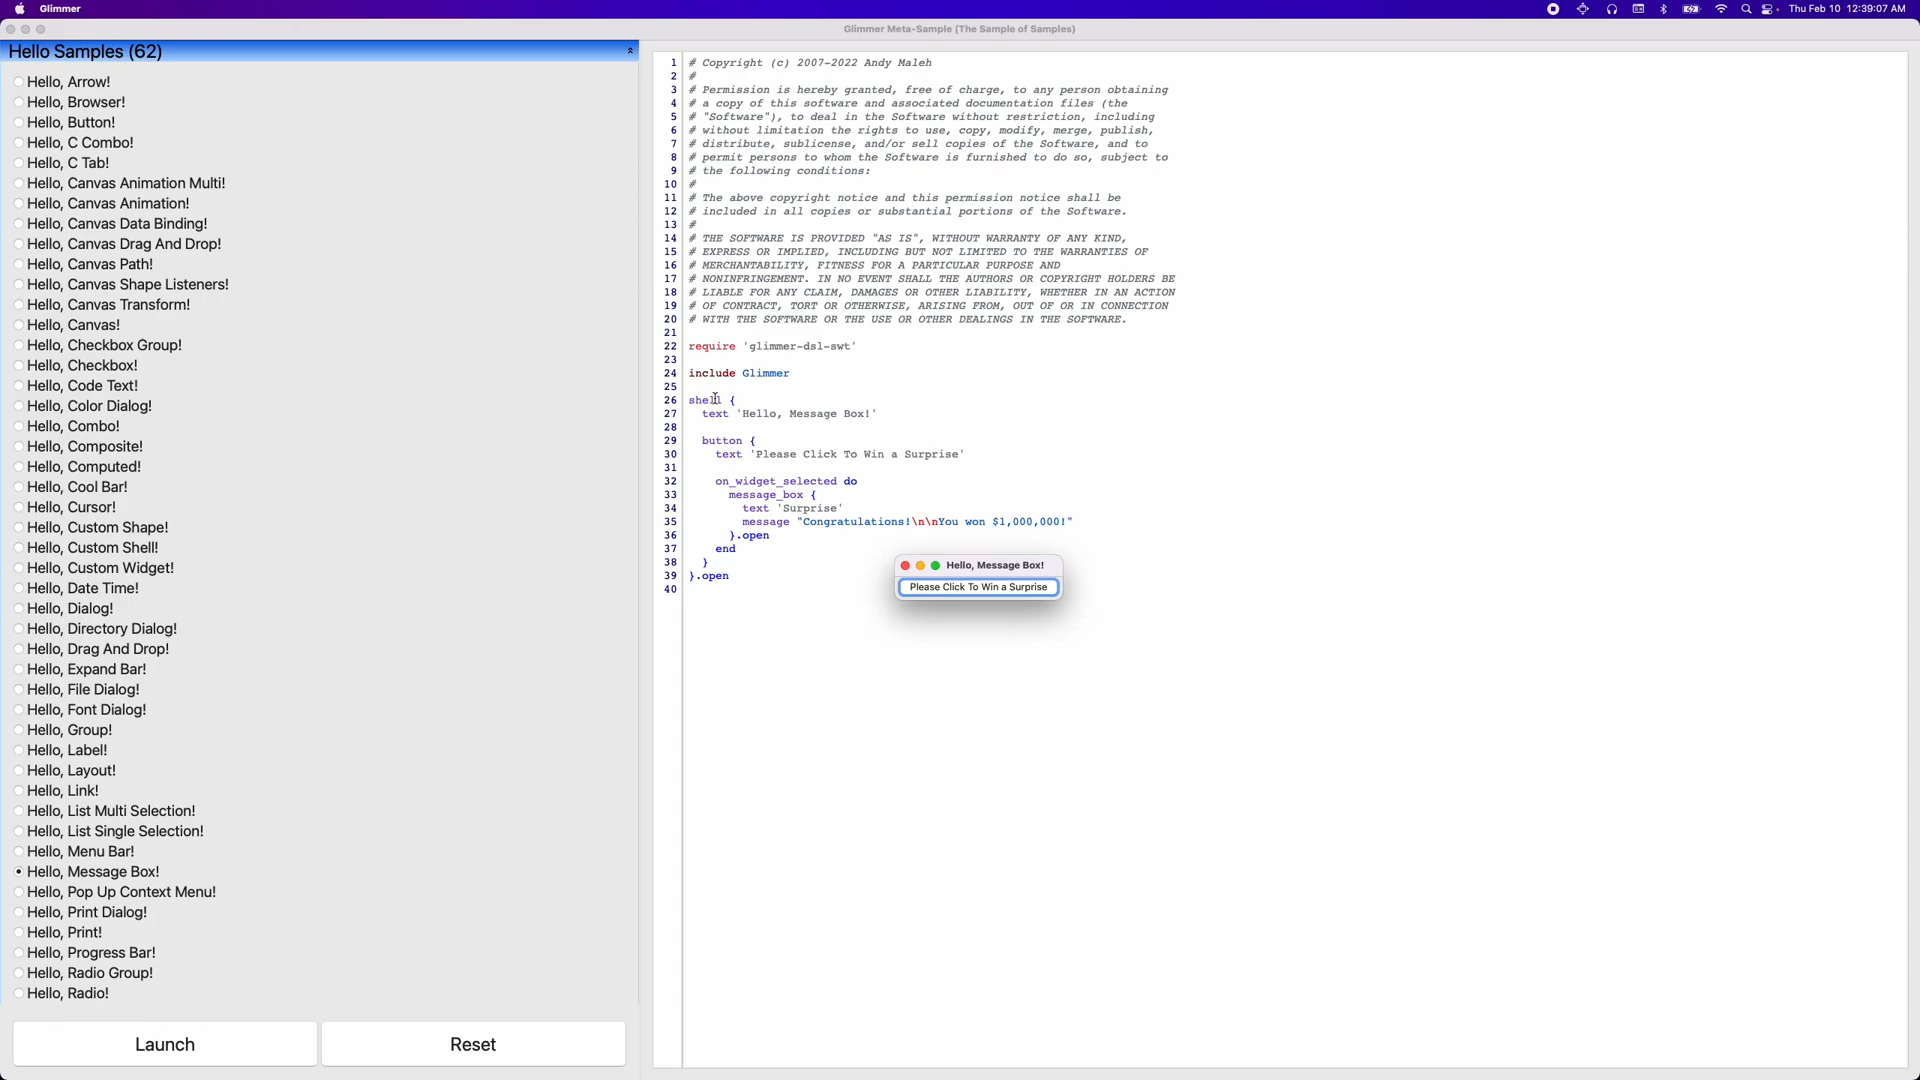 Glimmer
Thu Feb 10 12:39:07 AM
Glimmer Meta-Sample (The Sample of Samples)
Hello Samples (62)
Hello, Arrow!
Hello, Browser!
Hello, Button!
Hello, C Combo!
Hello, C Tab!
Hello, Canvas Animation Multi!
Hello, Canvas Animation!
Hello, Canvas Data Binding!
Hello, Canvas Drag And Drop!
Hello, Canvas Path!
Hello, Canvas Shape Listeners!
Hello, Canvas Transform!
Hello, Canvas!
Hello, Checkbox Group!
Hello, Checkbox!
Hello, Code Text!
Hello, Color Dialog!
Hello, Combo!
Hello, Composite!
Hello, Computed!
Hello, Cool Bar!
Hello, Cursor!
Hello, Custom Shape!
Hello, Custom Shell!
Hello, Custom Widget!
Hello, Date Time!
Hello, Dialog!
Hello, Directory Dialog!
Hello, Drag And Drop!
Hello, Expand Bar!
Hello, File Dialog!
Hello, Font Dialog!
Hello, Group!
Hello, Label!
Hello, Layout!
Hello, Link!
Hello, List Multi Selection!
Hello, List Single Selection!
Hello, Menu Bar!
Hello, Message Box!
Hello, Pop Up Context Menu!
Hello, Print Dialog!
Hello, Print!
Hello, Progress Bar!
Hello, Radio Group!
Hello, Radio!
Launch
Reset
1 # Copyright (c) 2007-2022 Andy Maleh
2 #
3 # Permission is hereby granted, free of charge, to any person obtaining
4 # a copy of this software and associated documentation files (the
5 # "Software"), to deal in the Software without restriction, including
6 # without limitation the rights to use, copy, modify, merge, publish,
7 # distribute, sublicense, and/or sell copies of the Software, and to
8 # permit persons to whom the Software is furnished to do so, subject to
9 # the following conditions:
10 #
11 # The above copyright notice and this permission notice shall be
12 # included in all copies or substantial portions of the Software.
13 #
14 # THE SOFTWARE IS PROVIDED "AS IS", WITHOUT WARRANTY OF ANY KIND,
15 # EXPRESS OR IMPLIED, INCLUDING BUT NOT LIMITED TO THE WARRANTIES OF
16 # MERCHANTABILITY, FITNESS FOR A PARTICULAR PURPOSE AND
17 # NONINFRINGEMENT. IN NO EVENT SHALL THE AUTHORS OR COPYRIGHT HOLDERS BE
18 # LIABLE FOR ANY CLAIM, DAMAGES OR OTHER LIABILITY, WHETHER IN AN ACTION
19 # OF CONTRACT, TORT OR OTHERWISE, ARISING FROM, OUT OF OR IN CONNECTION
20 # WITH THE SOFTWARE OR THE USE OR OTHER DEALINGS IN THE SOFTWARE.
21
22 require 'glimmer-dsl-swt'
23
24 include Glimmer
25
26 shell {
27 text 'Hello, Message Box!'
28
29 button {
30 text 'Please Click To Win a Surprise'
31
32 on_widget_selected do
33 message_box {
34 text 'Surprise'
35 message "Congratulations!\n\nYou won $1,000,000!"
36 }.open
37 end
38 }
39 }.open
40
Hello, Message Box!
Please Click To Win a Surprise